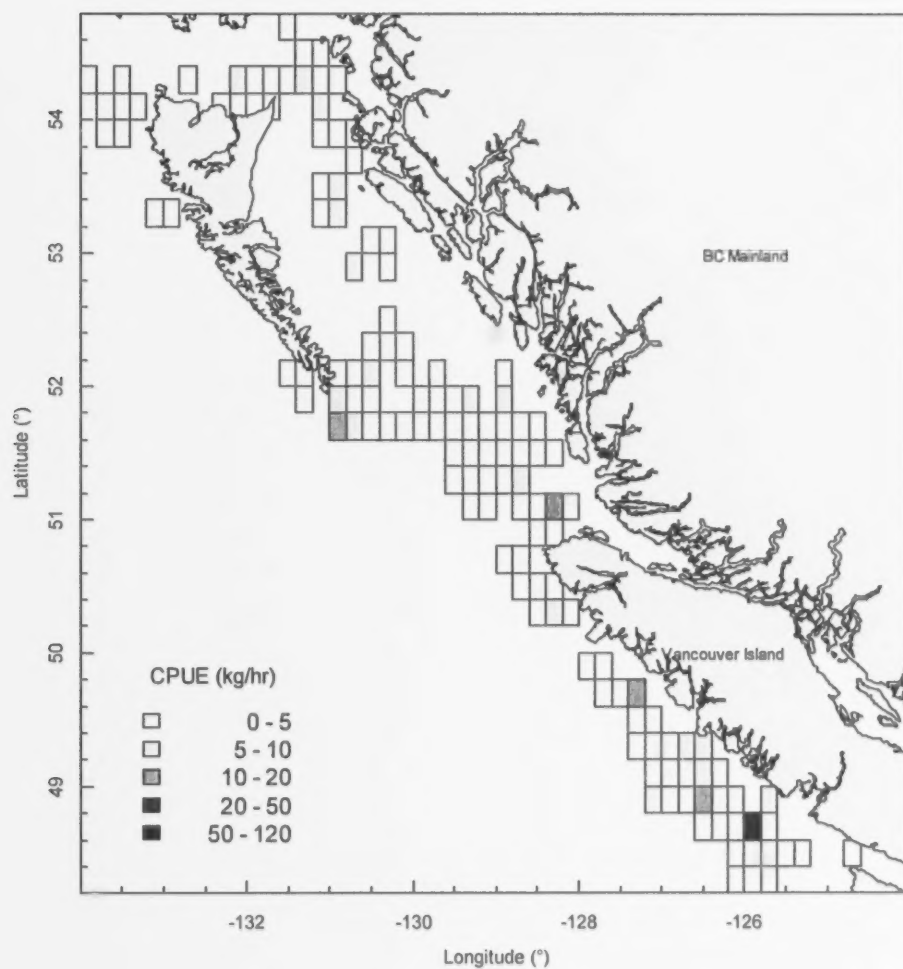 54
53
52
51
50
49
Latitude (°)
BC Mainland
Vancouver Island
CPUE (kg/hr)
0 - 5
5 - 10
10 - 20
20 - 50
50 - 120
-132
-130
-128
-126
Longitude (°)